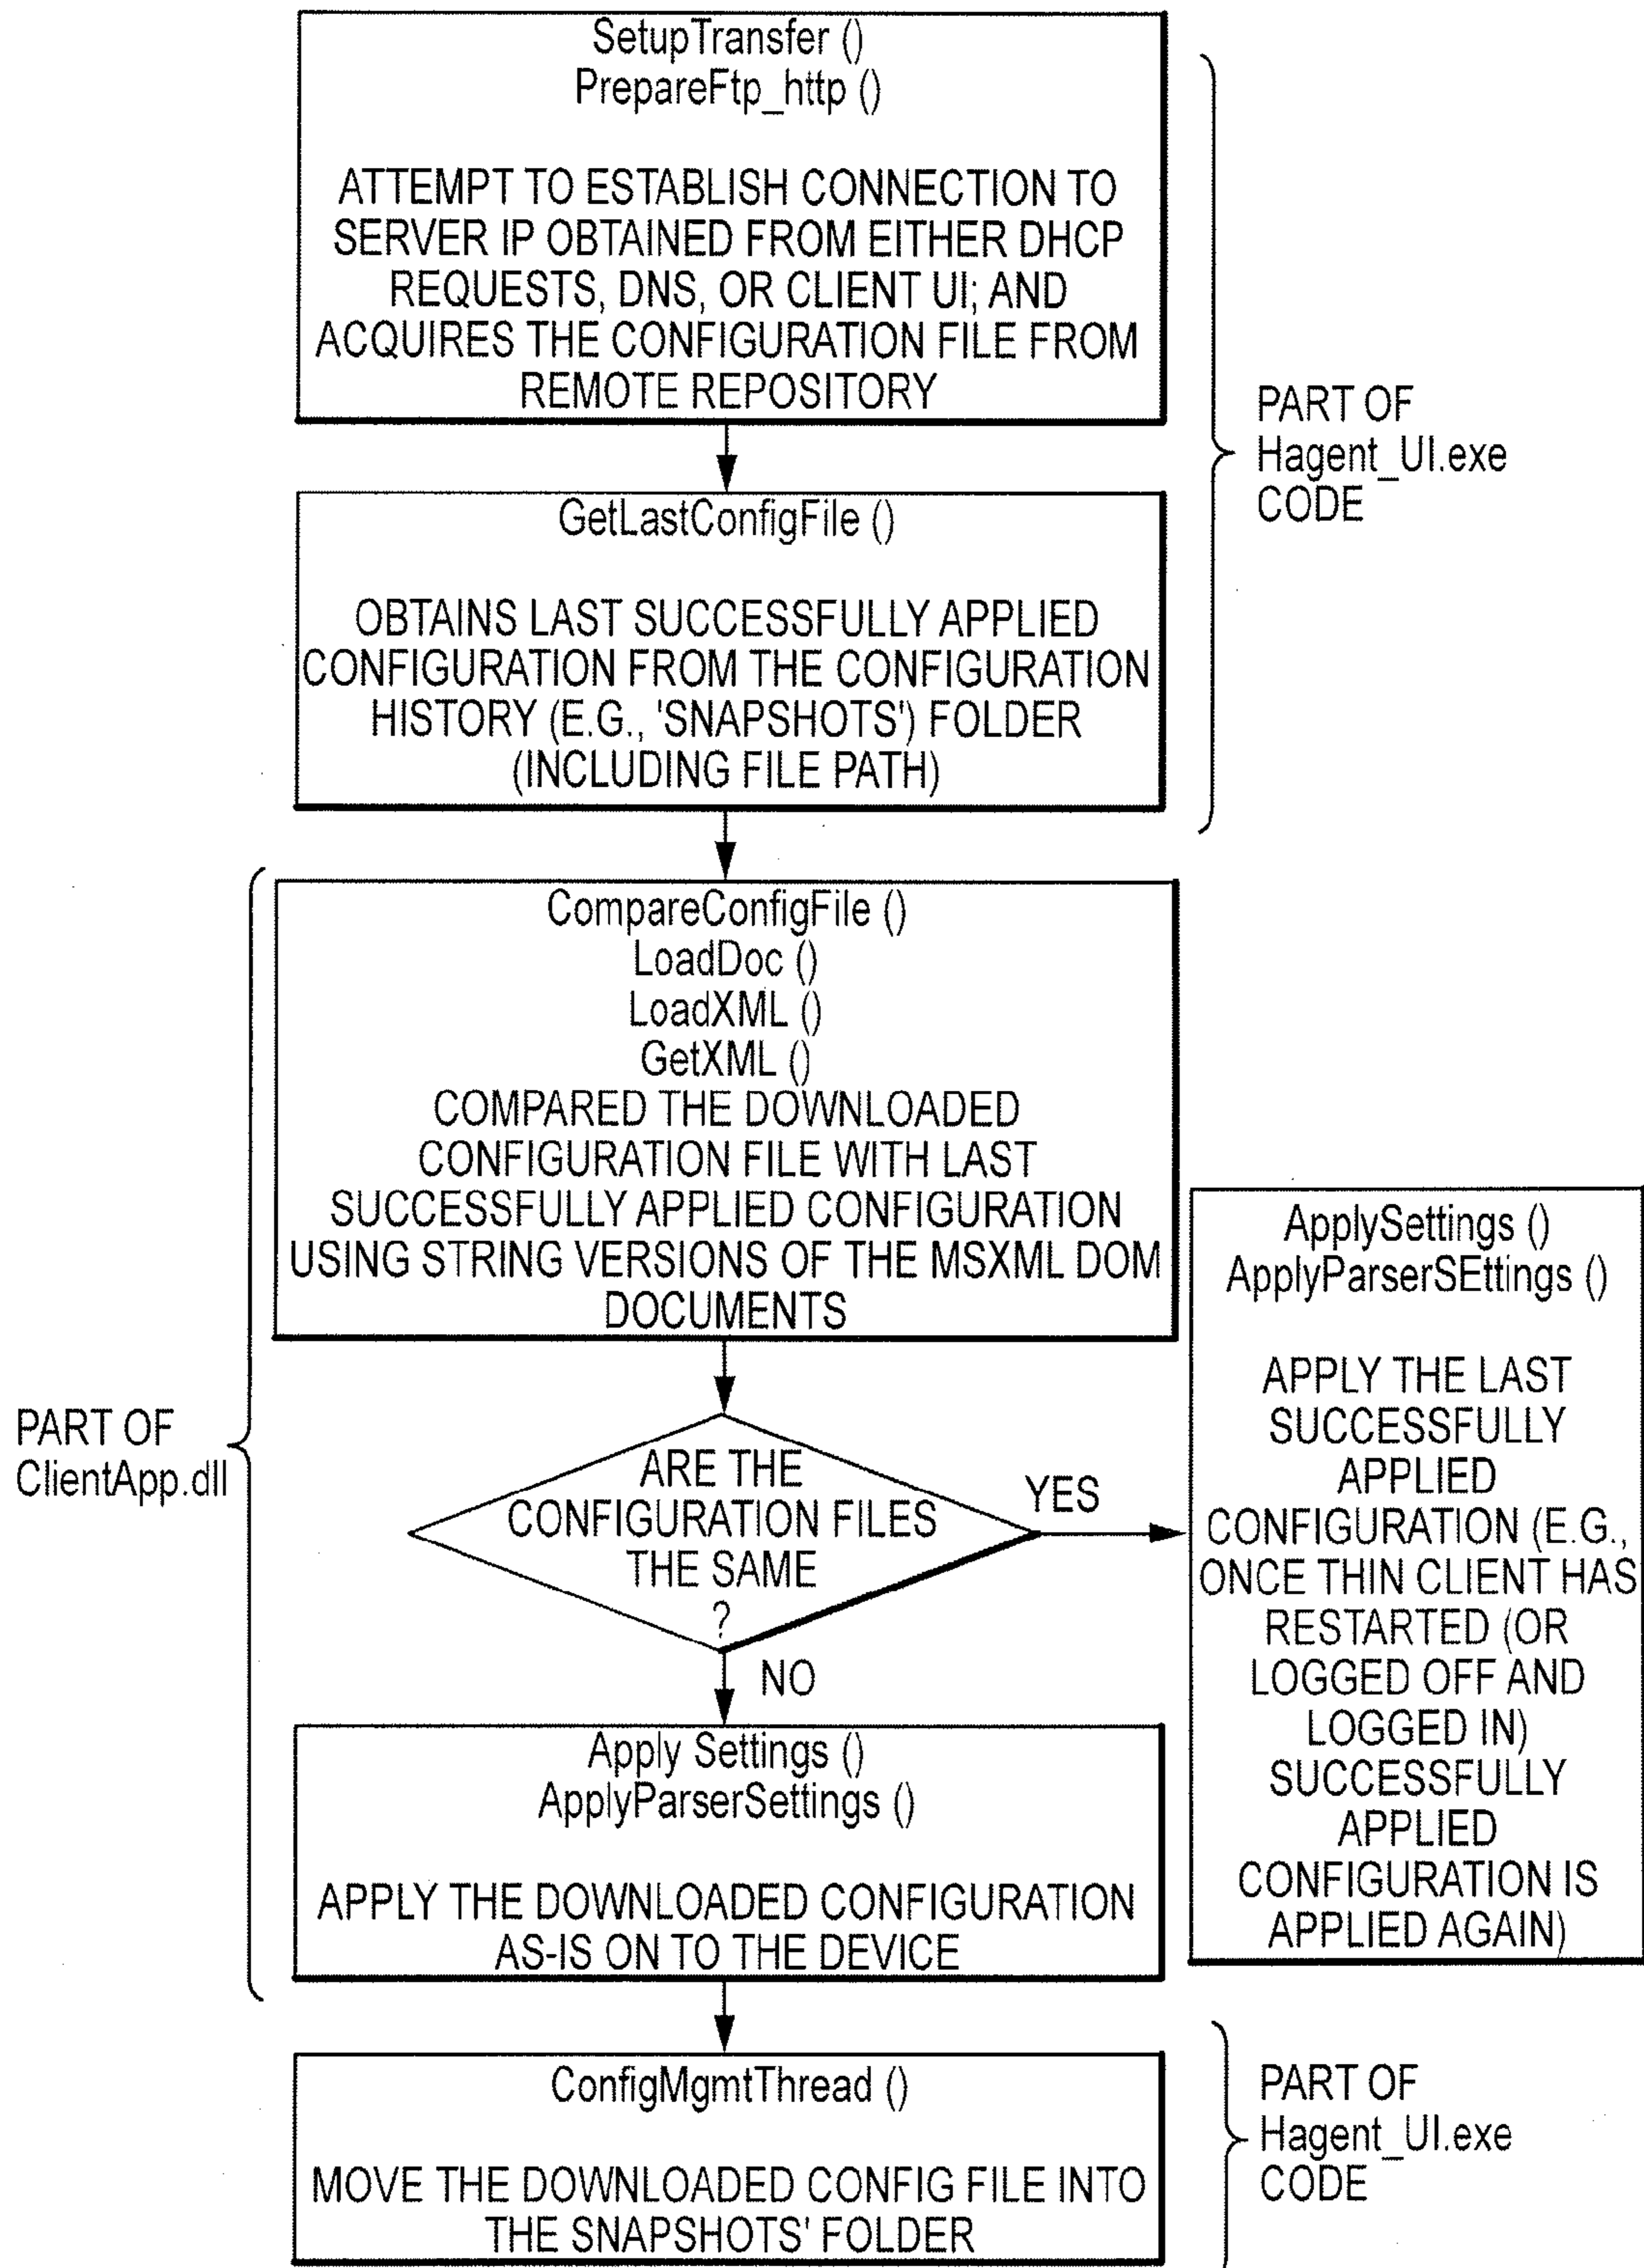 SetupTransfer ()
PrepareFtp_http ()
ATTEMPT TO ESTABLISH CONNECTION TO
SERVER IP OBTAINED FROM EITHER DHCP
REQUESTS, DNS, OR CLIENT UI; AND
ACQUIRES THE CONFIGURATION FILE FROM
REMOTE REPOSITORY
PART OF
Hagent_UI.exe
CODE
GetLastConfigFile ()
OBTAINS LAST SUCCESSFULLY APPLIED
CONFIGURATION FROM THE CONFIGURATION
HISTORY (E.G., 'SNAPSHOTS') FOLDER
(INCLUDING FILE PATH)
CompareConfigFile ()
LoadDoc ()
LoadXML ()
GetXML ()
COMPARED THE DOWNLOADED
CONFIGURATION FILE WITH LAST
SUCCESSFULLY APPLIED CONFIGURATION
USING STRING VERSIONS OF THE MSXML DOM
DOCUMENTS
PART OF
ClientApp.dll
ARE THE
CONFIGURATION FILES
THE SAME
?
YES
NO
ApplySettings ()
ApplyParserSEttings ()
APPLY THE LAST
SUCCESSFULLY
APPLIED
CONFIGURATION (E.G.,
ONCE THIN CLIENT HAS
RESTARTED (OR
LOGGED OFF AND
LOGGED IN)
SUCCESSFULLY
APPLIED
CONFIGURATION IS
APPLIED AGAIN)
Apply Settings ()
ApplyParserSettings ()
APPLY THE DOWNLOADED CONFIGURATION
AS-IS ON TO THE DEVICE
ConfigMgmtThread ()
MOVE THE DOWNLOADED CONFIG FILE INTO
THE SNAPSHOTS' FOLDER
PART OF
Hagent_UI.exe
CODE